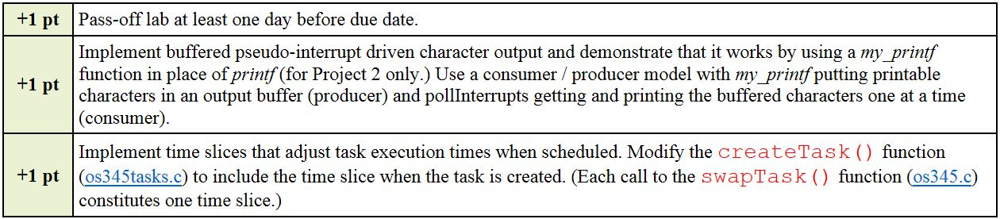 +1 pt Pass-off lab at least one day before due date.
Implement buffered pseudo-interrupt driven character output and demonstrate that it works by using a my_printf
function in place of printf (for Project 2 only.) Use a consumer / producer model with my_printf putting printable
+1 pt characters in an output buffer (producer) and pollInterrupts getting and printing the buffered characters one at a time
(consumer).
Implement time slices that adjust task execution times when scheduled. Modify the createTask() function
+1 pt (os345tasks.c) to include the time slice when the task is created. (Each call to the swapTask() function (os345.c)
constitutes one time slice.)